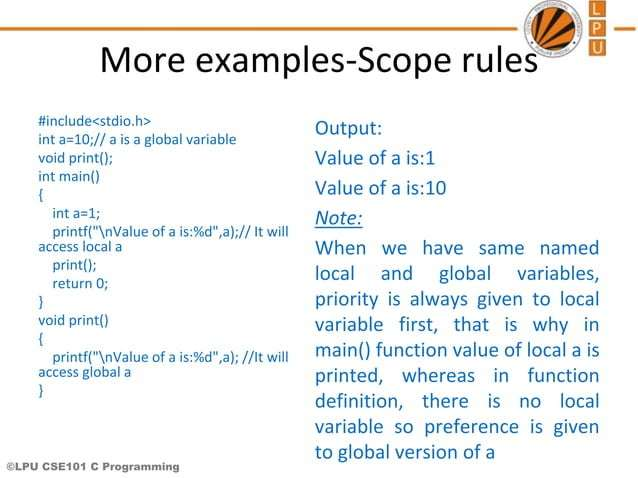 L
P
U
More examples-Scope rules
#include<stdio.h>
int a=10;// a is a global variable
void print();
int main()
{
int a=1;
printf("\nValue of a is:%d",a);// It will
access local a
print();
return 0;
}
void print()
{
printf("\nValue of a is:%d",a); //It will
access global a
}
Output:
Value of a is:1
Value of a is:10
Note:
When we have same named
local and global variables,
priority is always given to local
variable first, that is why in
main() function value of local a is
printed, whereas in function
definition, there is no local
variable so preference is given
to global version of a
©LPU CSE101 C Programming